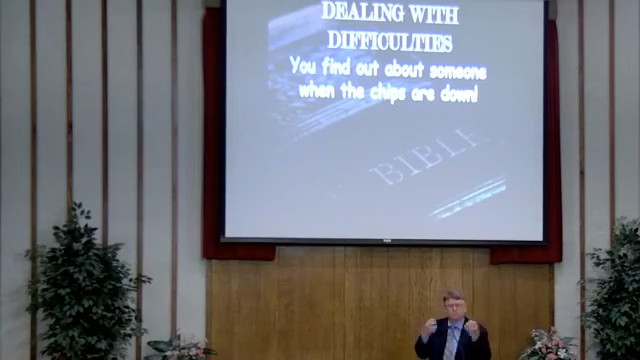 DEALING WITH
DIFFICULTIES
You find out about someone
when the chips are down!
BIBLE